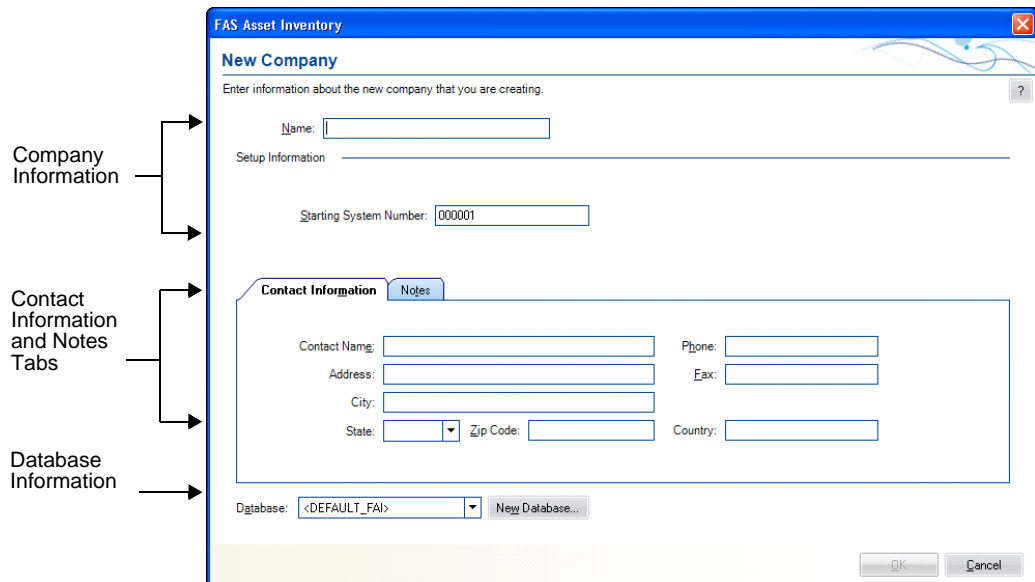 FAS Asset Inventory
New Company
Enter information about the new company that you are creating.
?
Name:
Setup Information
Company
Information
Starting System Number: 000001
Contact Information Notes
Contact
Information
and Notes
Tabs
Contact Name: Phone:
Address: Fax:
City:
State: Zip Code: Country:
Database
Information
Database: <DEFAULT_FAI> New Database...
OK Cancel